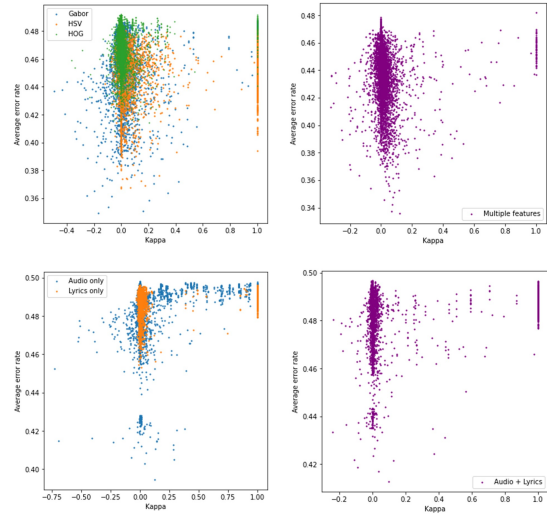 Average error rate
0.48
0.46
0.44
0.42
0.40
0.38
0.36
Gabor
HSV
HOG
−0.4 −0.2 0.0 0.2 0.4 0.6 0.8 1.0
Kappa
Average error rate
0.48
0.46
0.44
0.42
0.40
0.38
0.36
0.34
Multiple features
−0.2 0.0 0.2 0.4 0.6 0.8 1.0
Kappa
Average error rate
0.50
0.48
0.46
0.44
0.42
0.40
Audio only
Lyrics only
−0.75 −0.50 −0.25 0.00 0.25 0.50 0.75 1.00
Kappa
Average error rate
0.50
0.48
0.46
0.44
0.42
Audio + Lyrics
−0.2 0.0 0.2 0.4 0.6 0.8 1.0
Kappa